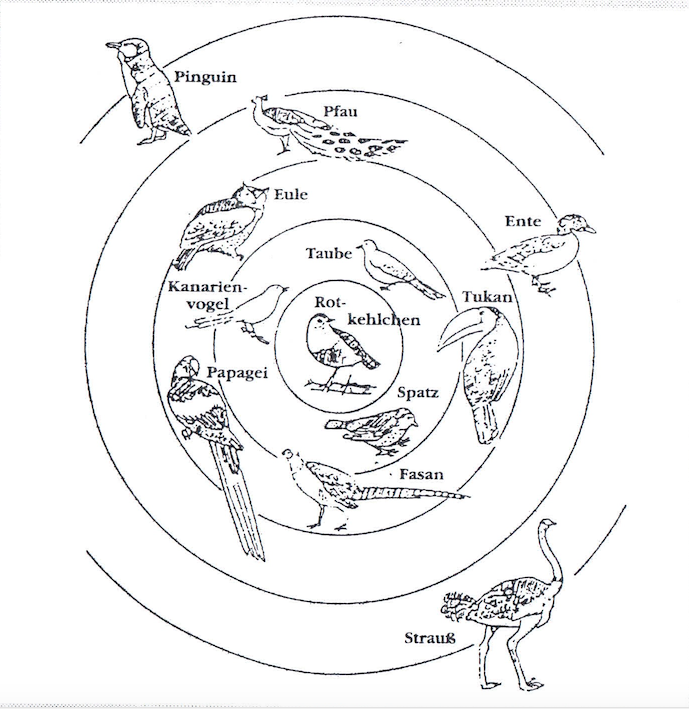 Pinguin
Pfau
Eule
Ente
Taube
Kanarien-
vogel
Rot-
kehlchen
Tukan
Papagei
Spatz
Fasan
Strauß